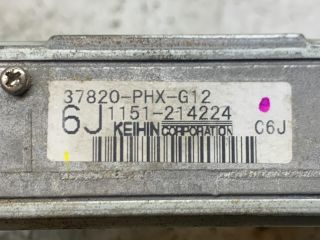 37820-PHX-G12
6J 1151-214224
KEIHIN CORPORATION C6J